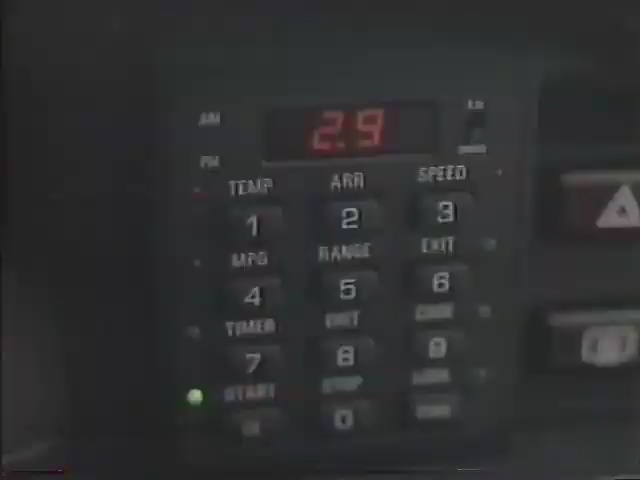 AM 2.9
PM
TEMP ARR SPEED
1 2 3
MPG RANGE EXIT
4 5 6
TIMER
7 8 9
START STOP
0